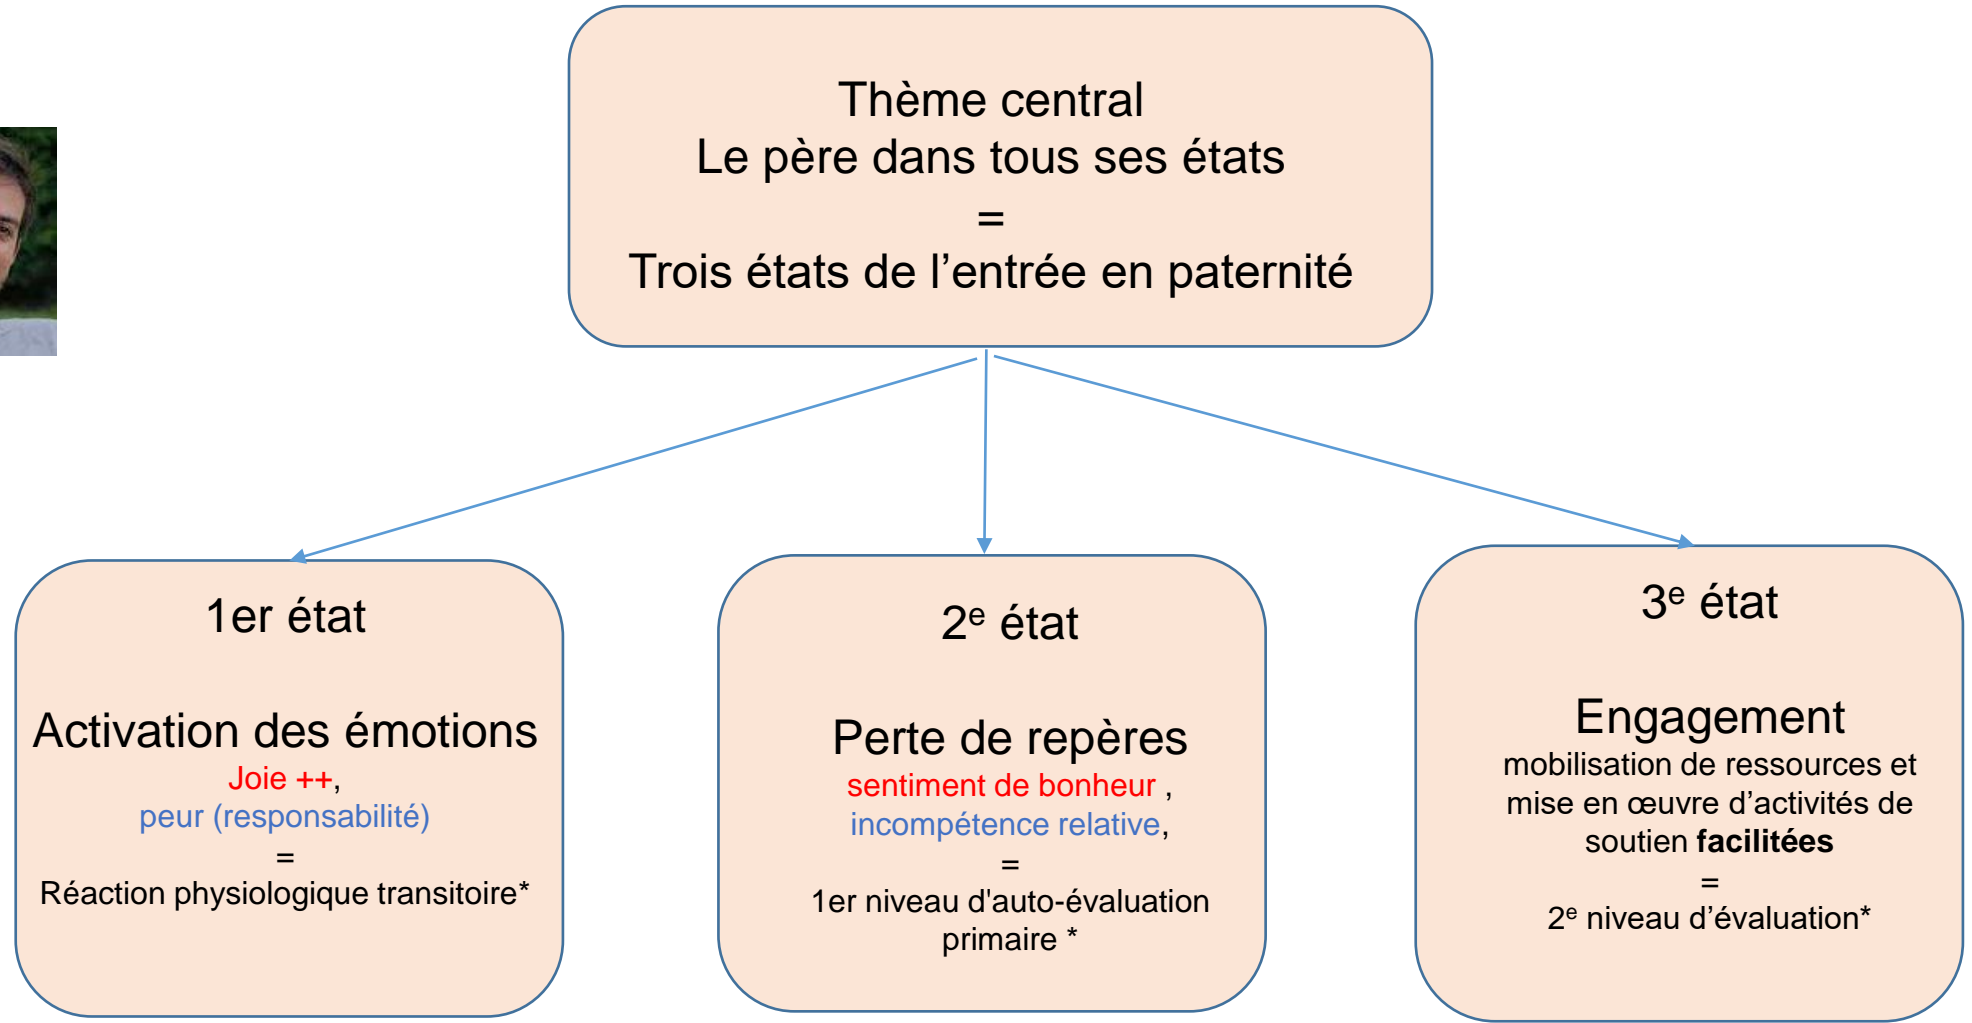 Thème central
Le père dans tous ses états
=
Trois états de l’entrée en paternité
1er état
Activation des émotions
Joie ++,
peur (responsabilité)
=
Réaction physiologique transitoire*
2e état
Perte de repères
sentiment de bonheur ,
incompétence relative,
=
1er niveau d'auto-évaluation
primaire *
3e état
Engagement
mobilisation de ressources et
mise en œuvre d’activités de
soutien facilitées
=
2e niveau d’évaluation*